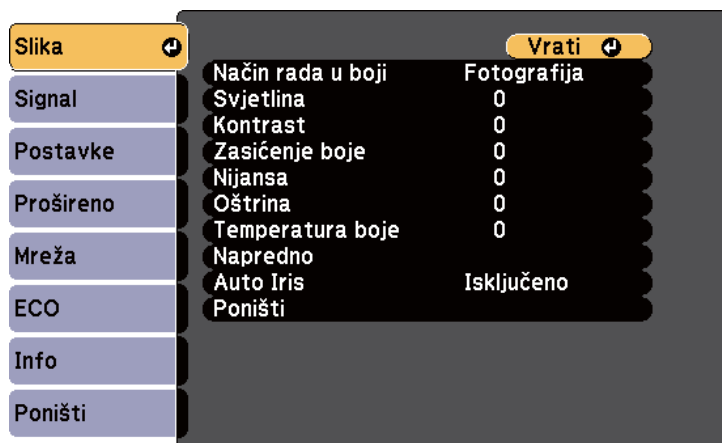 Slika
Signal
Postavke
Prošireno
Mreža
ECO
Info
Poništi
Vrati
Način rada u boji Fotografija
Svjetlina 0
Kontrast 0
Zasićenje boje 0
Nijansa 0
Oštrina 0
Temperatura boje 0
Napredno
Auto Iris Isključeno
Poništi